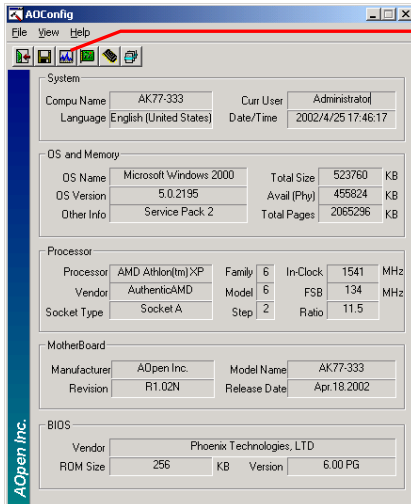 AOConfig
File View Help
System
Compu Name AK77-333 Curr User Administrator
Language English (United States) Date/Time 2002/4/25 17:46:17
OS and Memory
OS Name Microsoft Windows 2000 Total Size 523760 KB
OS Version 5.0.2195 Avail (Phy) 455824 KB
Other Info Service Pack 2 Total Pages 2065296 KB
Processor
Processor AMD Athlon(tm) XP Family 6 In-Clock 1541 MHz
Vendor AuthenticAMD Model 6 FSB 134 MHz
Socket Type Socket A Step 2 Ratio 11.5
MotherBoard
Manufacturer AOpen Inc. Model Name AK77-333
Revision R1.02N Release Date Apr.18.2002
BIOS
Vendor Phoenix Technologies, LTD
ROM Size 256 KB Version 6.00 PG
AOpen Inc.